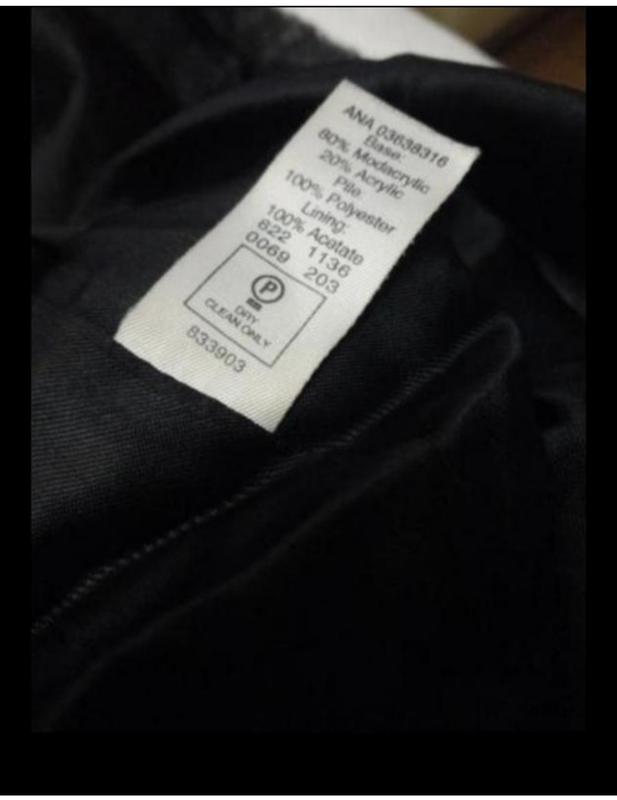 ANA 03638316
Base:
80% Modacrylic
20% Acrylic
Pile
100% Polyester
Lining:
100% Acetate
822 1136
0069 203
P
DRY
CLEAN ONLY
833903